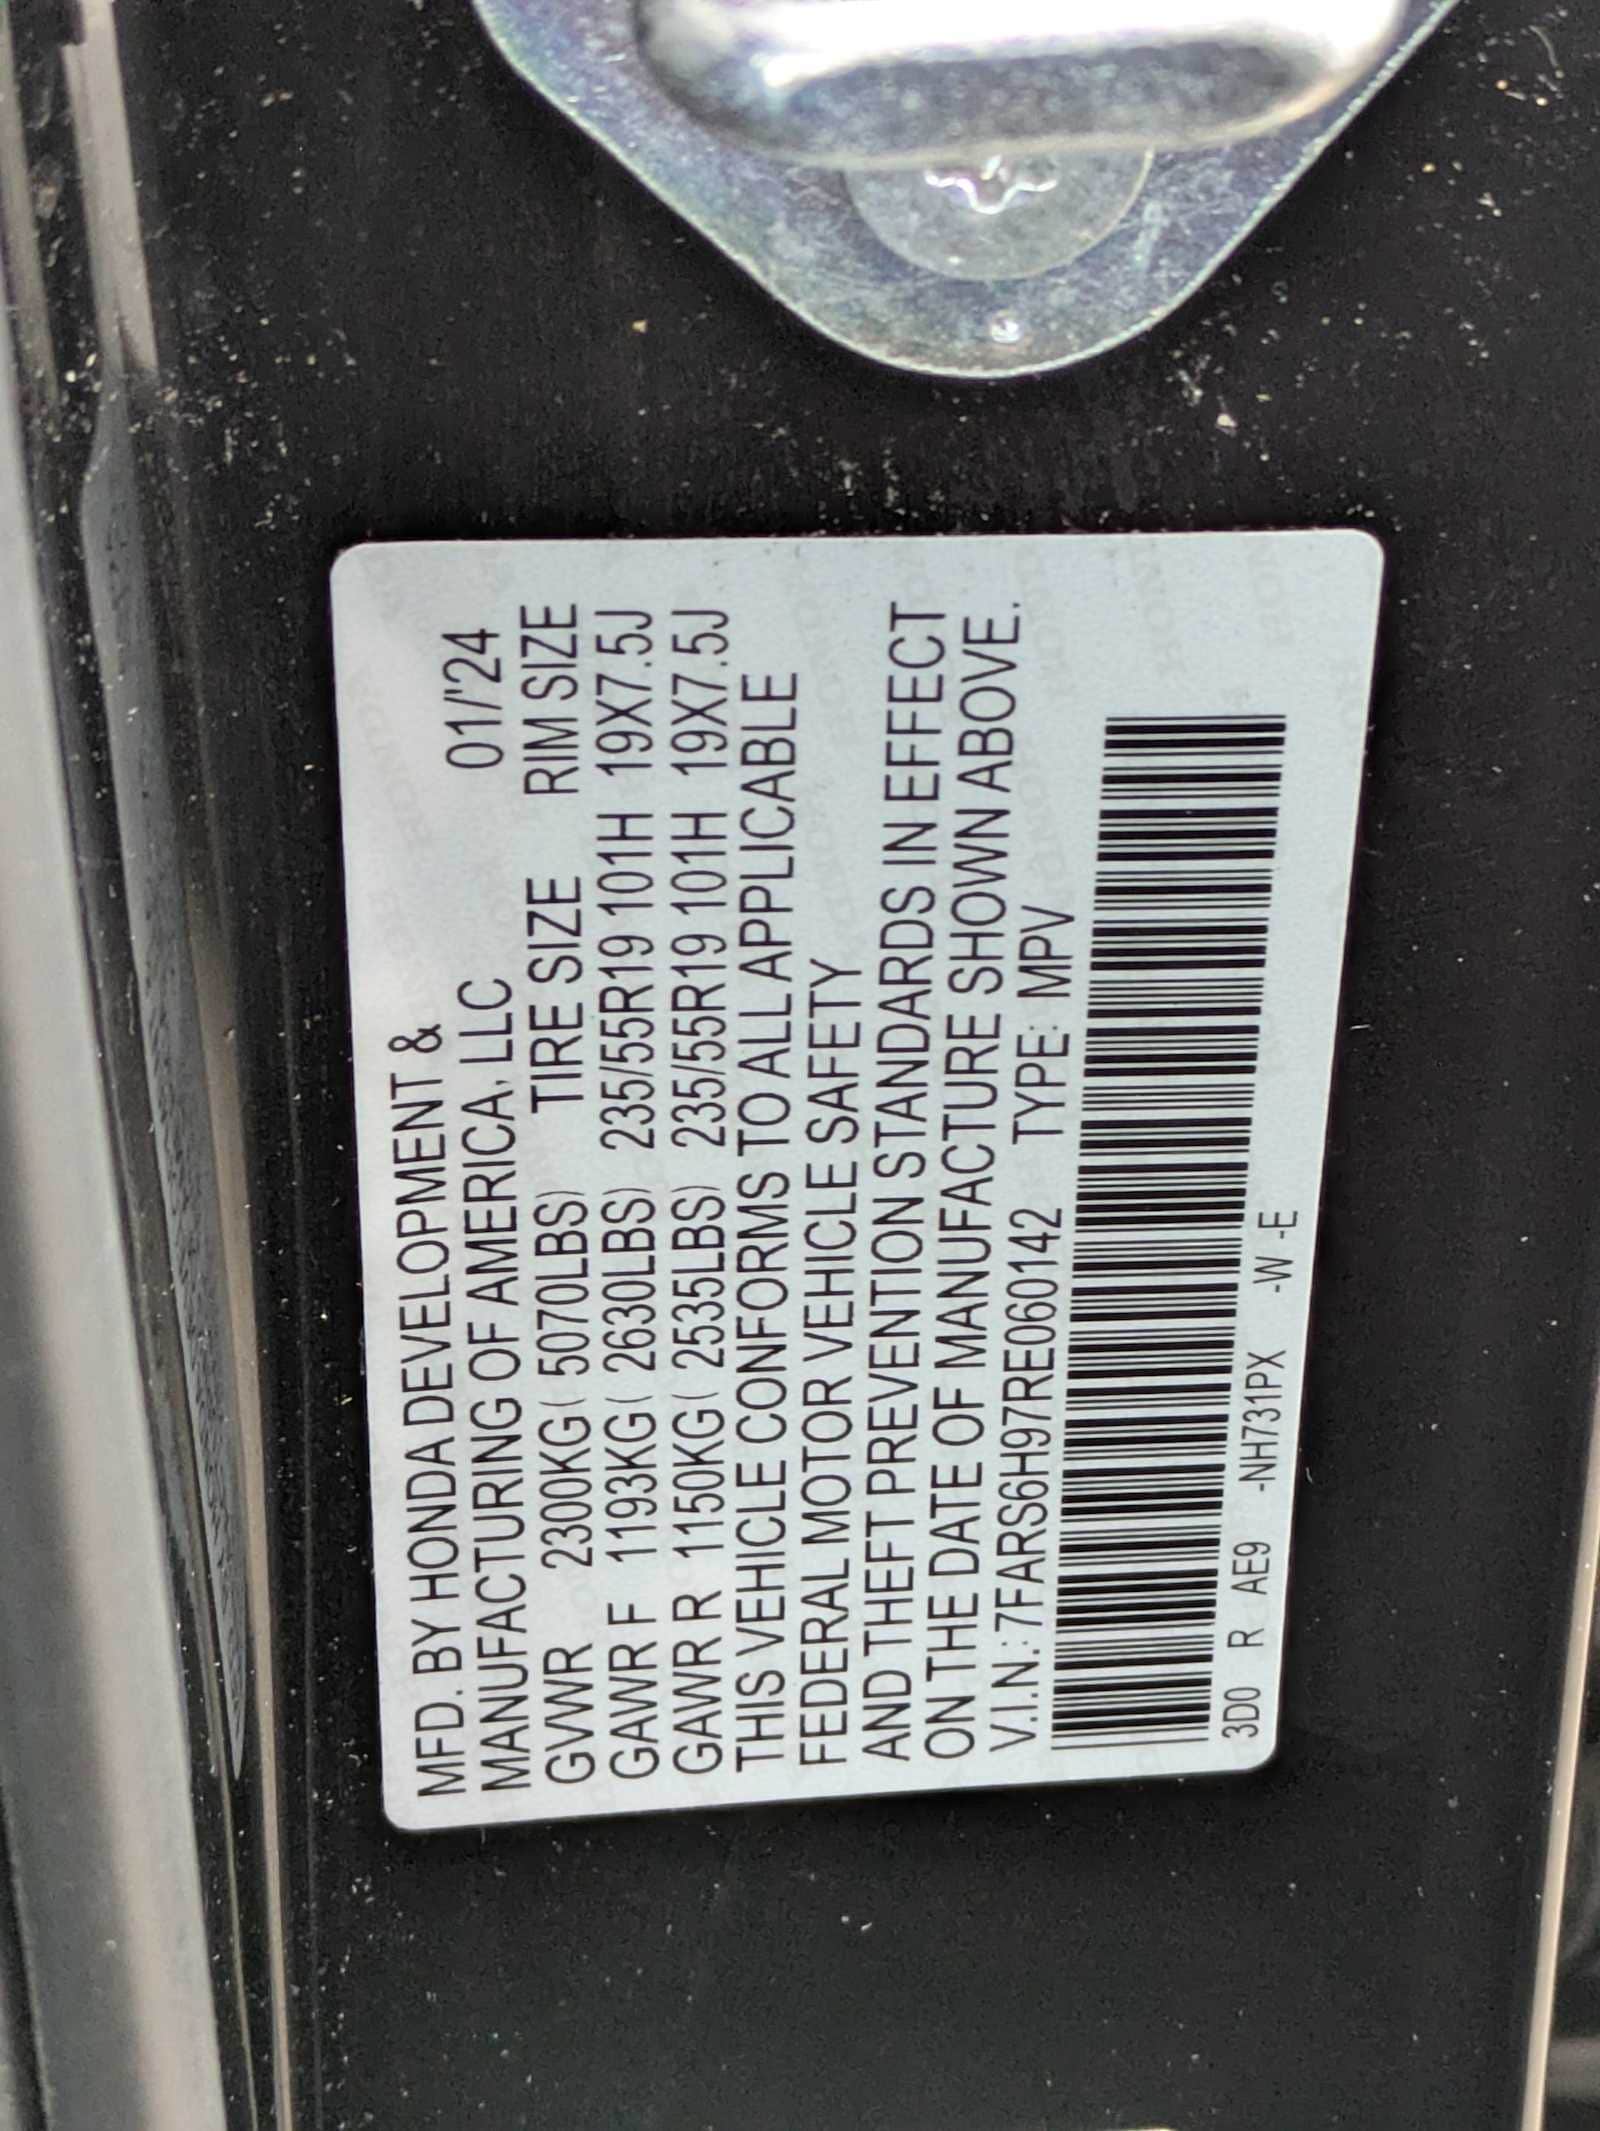 MFD. BY HONDA DEVELOPMENT &
MANUFACTURING OF AMERICA, LLC 01/'24
GVWR 2300KG( 5070LBS) TIRE SIZE RIM SIZE
GAWR F 1193KG( 2630LBS) 235/55R19 101H 19X7.5J
GAWR R 1150KG( 2535LBS) 235/55R19 101H 19X7.5J
THIS VEHICLE CONFORMS TO ALL APPLICABLE
FEDERAL MOTOR VEHICLE SAFETY
AND THEFT PREVENTION STANDARDS IN EFFECT
ON THE DATE OF MANUFACTURE SHOWN ABOVE.
V.I.N.: 7FARS6H97RE060142 TYPE: MPV
3D0 R AE9 -NH731PX -W -E